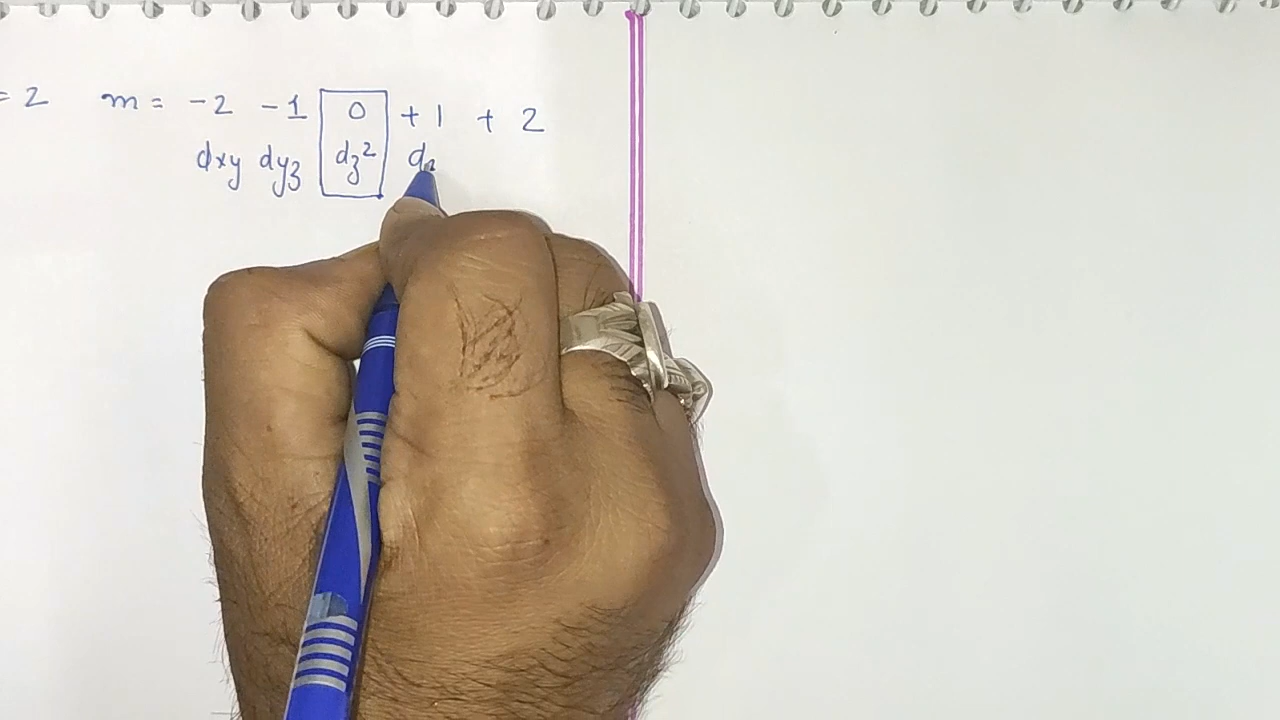 = 2 m = -2 -1 0 +1 +2
dxy dyz dz² d